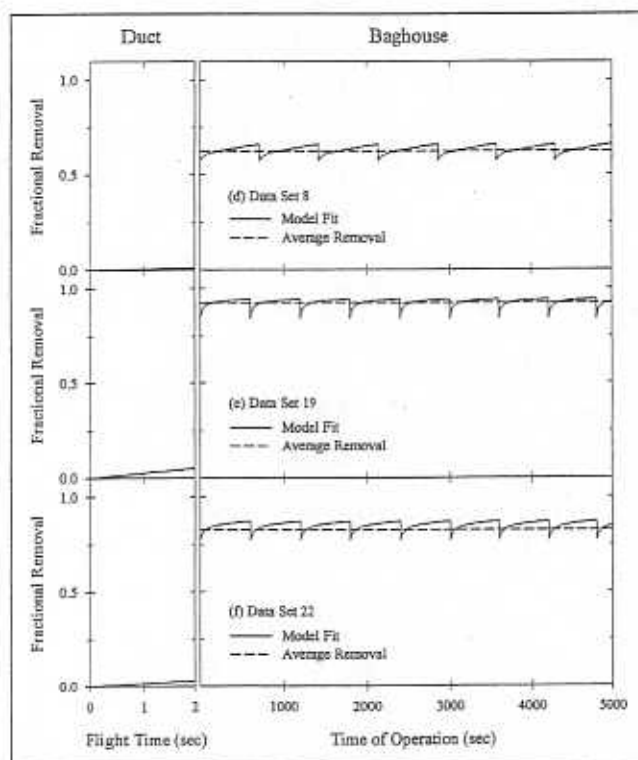 Duct Baghouse
Fractional Removal
1.0
0.5
0.0
(d) Data Set 8
Model Fit
Average Removal
Fractional Removal
1.0
0.5
0.0
(e) Data Set 19
Model Fit
Average Removal
Fractional Removal
1.0
0.5
0.0
(f) Data Set 22
Model Fit
Average Removal
0 1 2 1000 2000 3000 4000 5000
Flight Time (sec) Time of Operation (sec)